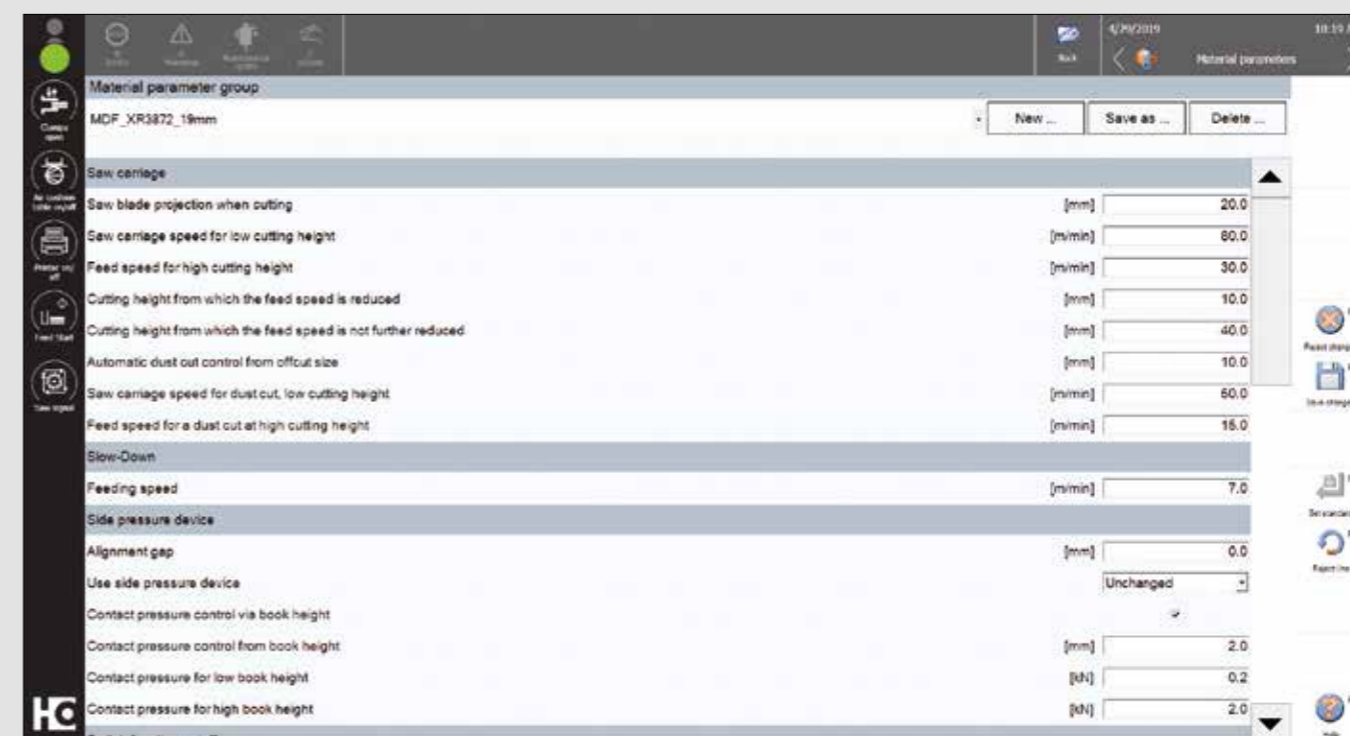 4/29/2019
Back
Material parameters
Material parameter group
MDF_XR3872_19mm
New ...
Save as ...
Delete ...
Saw carriage
Saw blade projection when cutting [mm] 20.0
Saw carriage speed for low cutting height [m/min] 80.0
Feed speed for high cutting height [m/min] 30.0
Cutting height from which the feed speed is reduced [mm] 10.0
Cutting height from which the feed speed is not further reduced [mm] 40.0
Automatic dust cut control from offcut size [mm] 10.0
Saw carriage speed for dust cut, low cutting height [m/min] 50.0
Feed speed for a dust cut at high cutting height [m/min] 15.0
Slow-Down
Feeding speed [m/min] 7.0
Side pressure device
Alignment gap [mm] 0.0
Use side pressure device Unchanged
Contact pressure control via book height
Contact pressure control from book height [mm] 2.0
Contact pressure for low book height [kN] 0.2
Contact pressure for high book height [kN] 2.0
Clamps
open
Feed Start